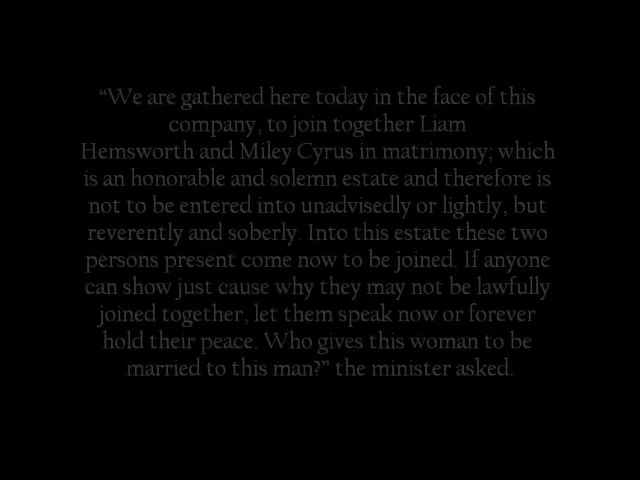 “We are gathered here today in the face of this
company, to join together Liam
Hemsworth and Miley Cyrus in matrimony; which
is an honorable and solemn estate and therefore is
not to be entered into unadvisedly or lightly, but
reverently and soberly. Into this estate these two
persons present come now to be joined. If anyone
can show just cause why they may not be lawfully
joined together, let them speak now or forever
hold their peace. Who gives this woman to be
married to this man?” the minister asked.